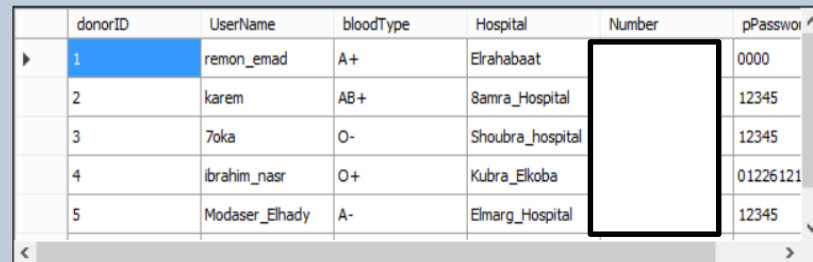 donorID UserName bloodType Hospital Number pPasswor
1 remon_emad A+ Elrahabaat 0000
2 karem AB+ 8amra_Hospital 12345
3 7oka O- Shoubra_hospital 12345
4 ibrahim_nasr O+ Kubra_Elkoba 01226121
5 Modaser_Elhady A- Elmarg_Hospital 12345